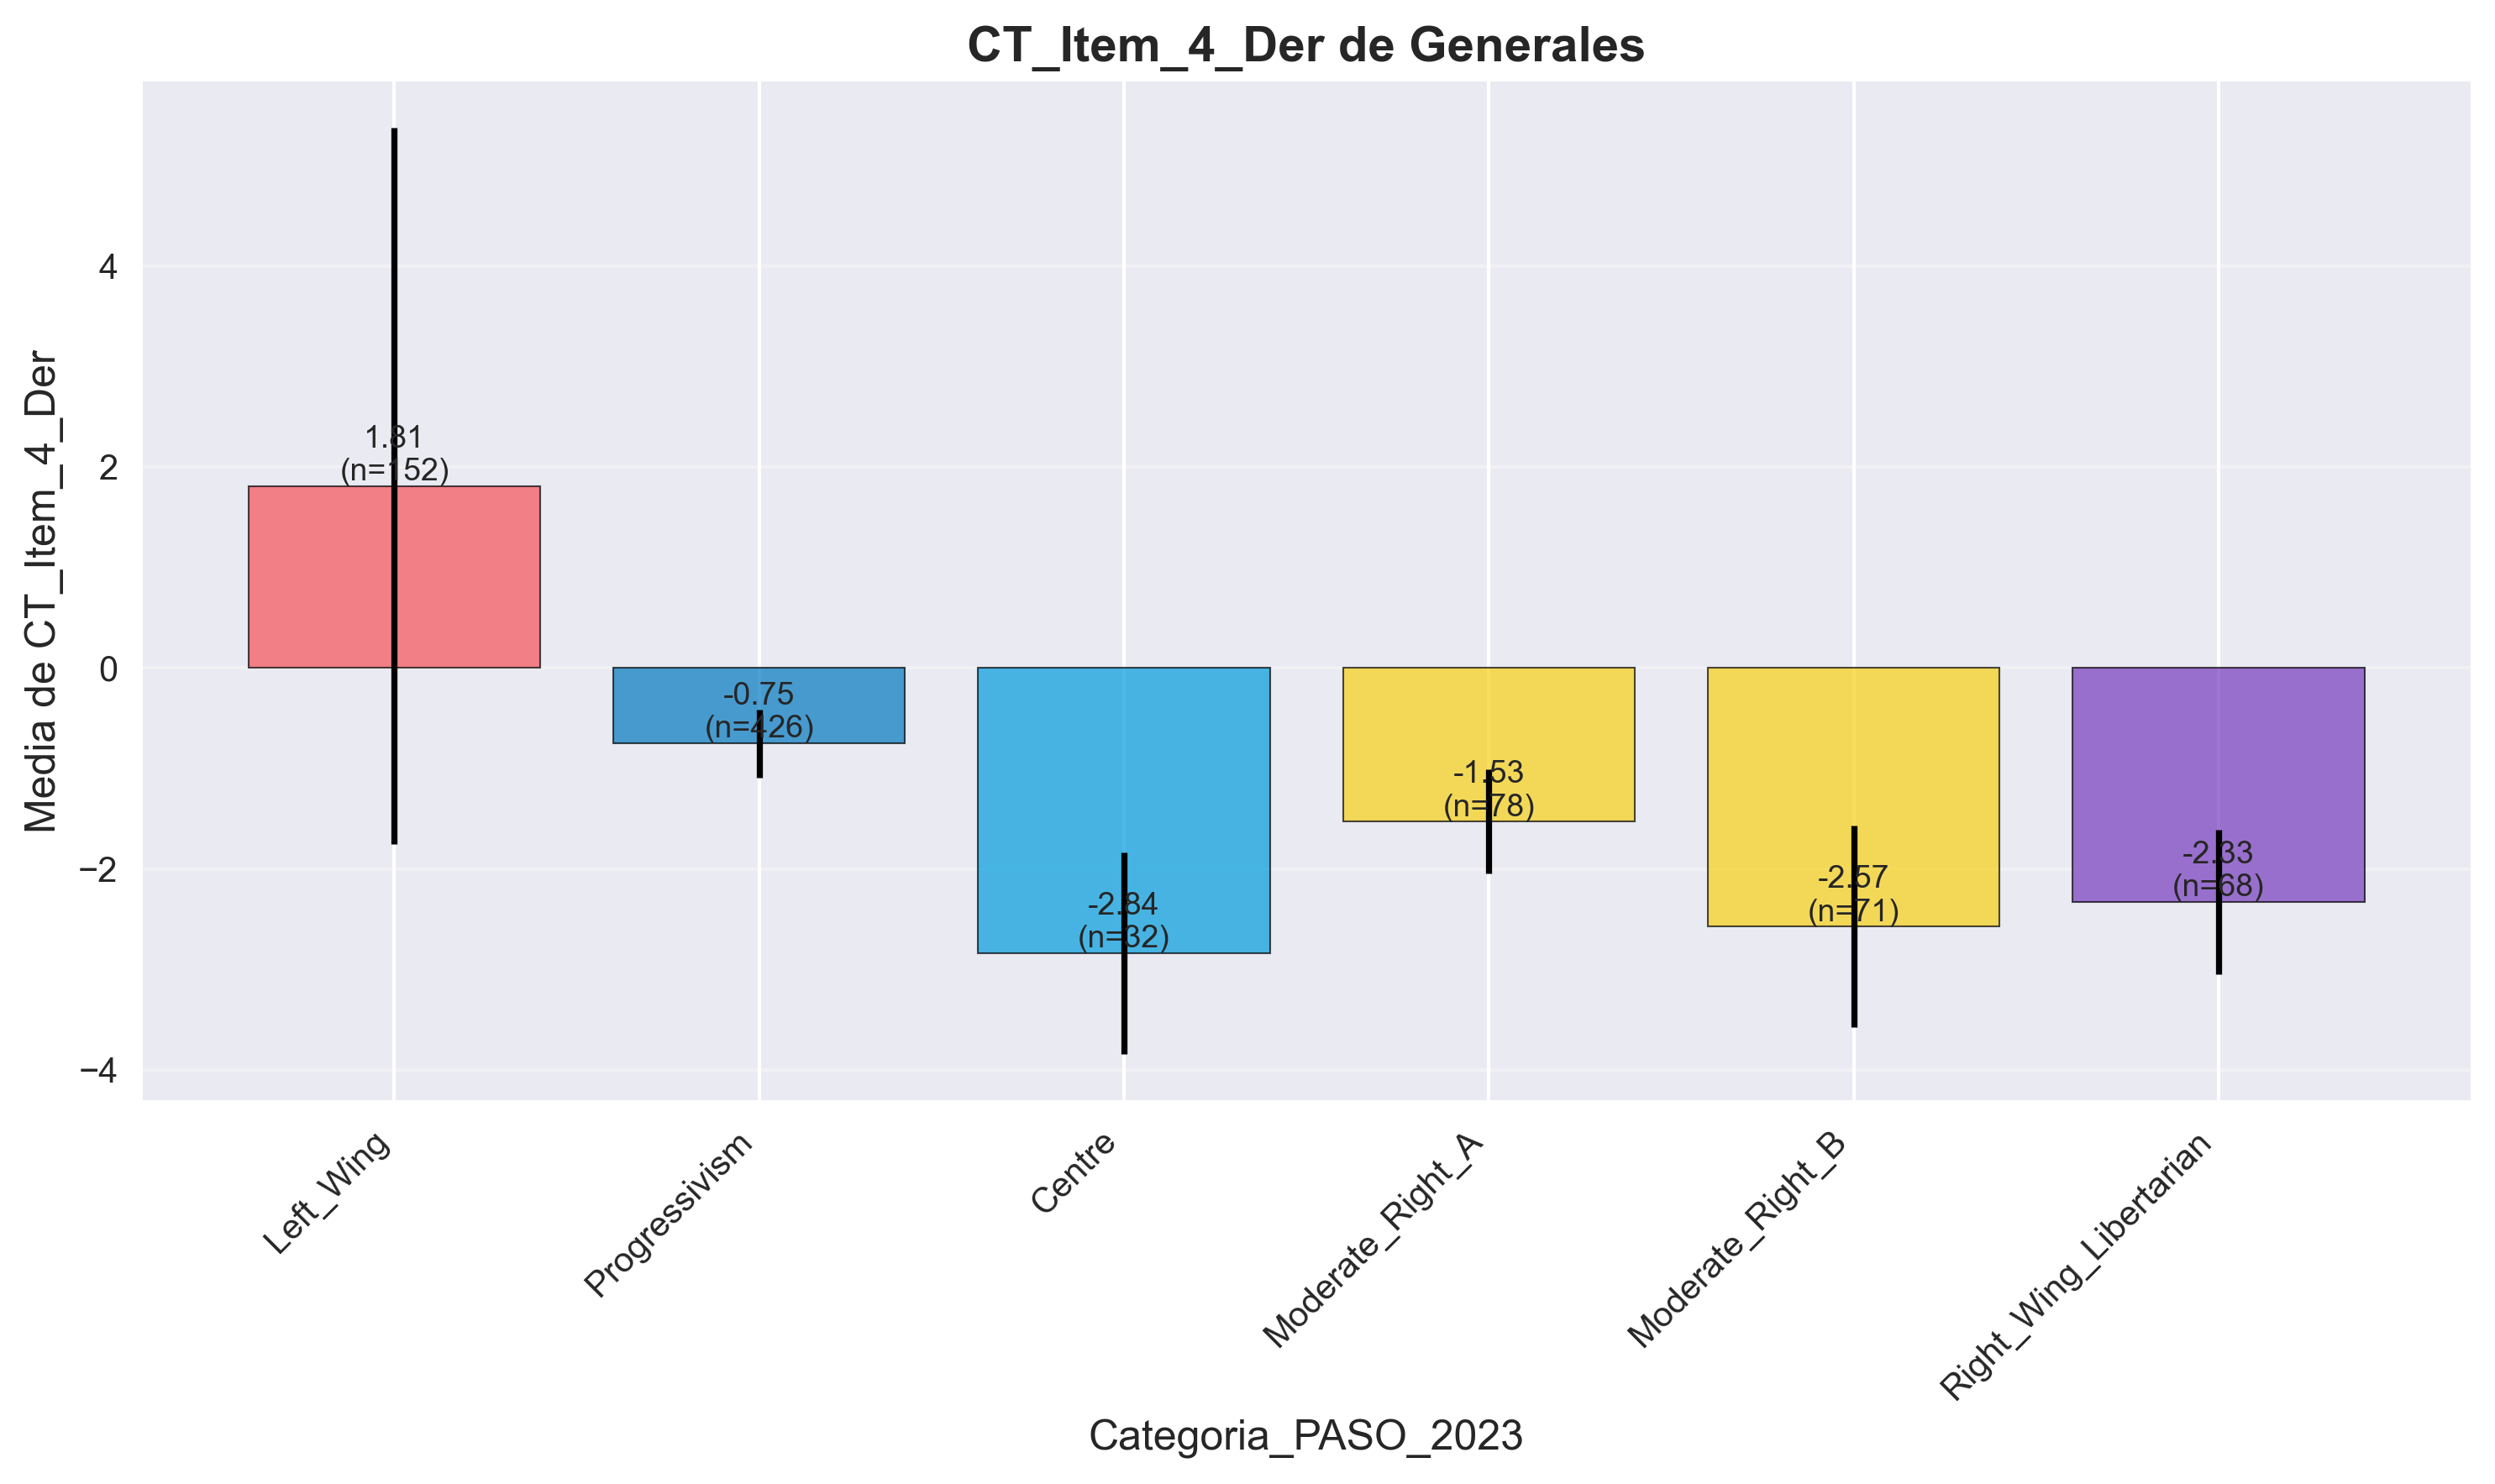 CT_Item_4_Der de Generales
Media de CT_Item_4_Der
4
2
0
−2
−4
1.81
(n=152)
-0.75
(n=426)
-2.84
(n=32)
-1.53
(n=78)
-2.57
(n=71)
-2.33
(n=68)
Left_Wing
Progressivism
Centre
Moderate_Right_A
Moderate_Right_B
Right_Wing_Libertarian
Categoria_PASO_2023